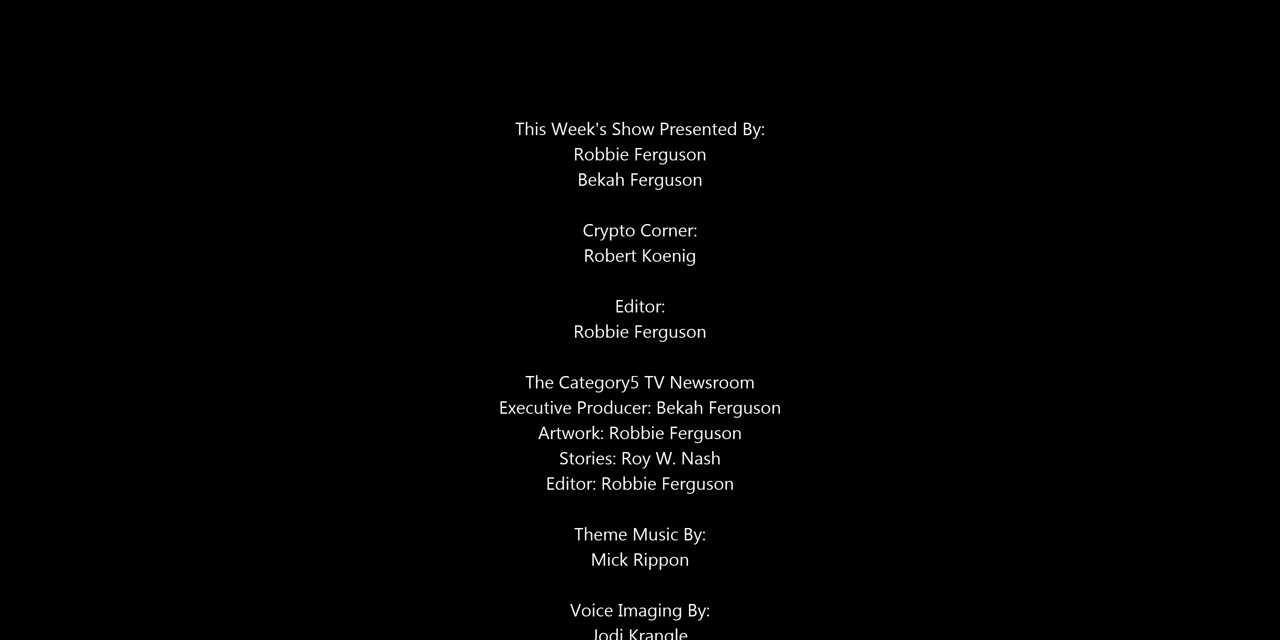 This Week's Show Presented By:
Robbie Ferguson
Bekah Ferguson
Crypto Corner:
Robert Koenig
Editor:
Robbie Ferguson
The Category5 TV Newsroom
Executive Producer: Bekah Ferguson
Artwork: Robbie Ferguson
Stories: Roy W. Nash
Editor: Robbie Ferguson
Theme Music By:
Mick Rippon
Voice Imaging By:
Jodi Krangle